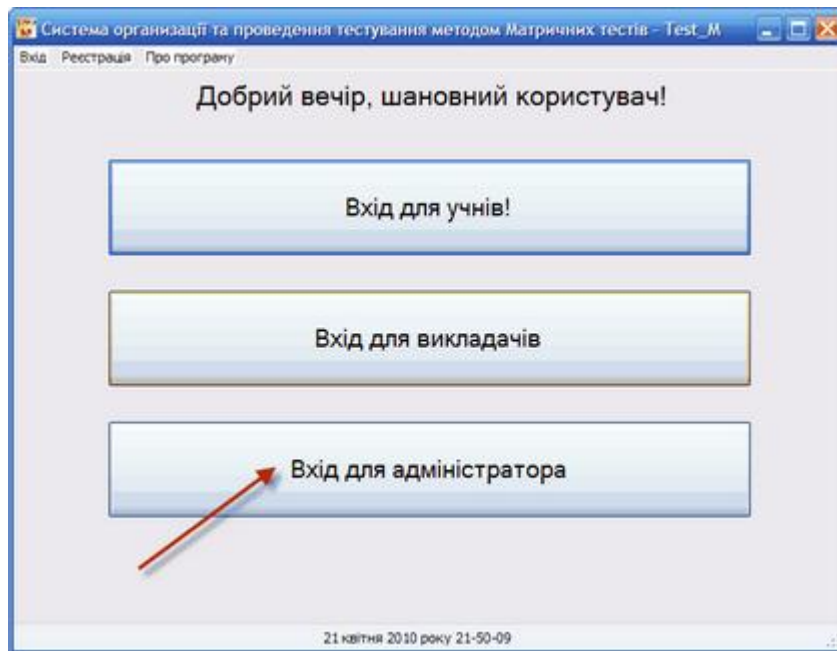 Система организації та проведення тестування методом Матричних тестів - Test_M
Вхід Реєстрація Про програму
Добрий вечір, шановний користувач!
Вхід для учнів!
Вхід для викладачів
Вхід для адміністратора
21 квітня 2010 року 21-50-09